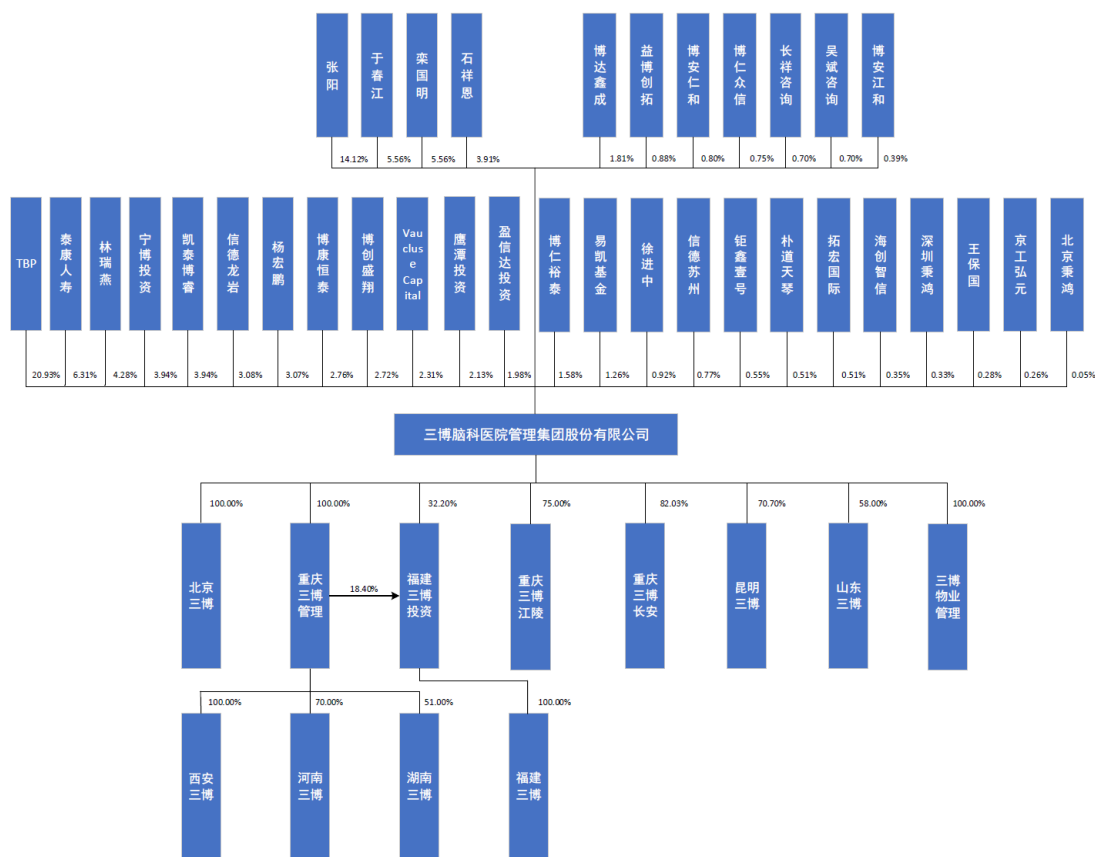 张阳
于春江
栾国明
石祥恩
博达鑫成
益博创拓
博安仁和
博仁众信
长祥咨询
吴斌咨询
博安江和
14.12%
5.56%
5.56%
3.91%
1.81%
0.88%
0.80%
0.75%
0.70%
0.70%
0.39%
TBP
泰康人寿
林瑞燕
宁博投资
凯泰博睿
信德龙岩
杨宏鹏
博康恒泰
博创盛翔
Vau
clus
e
Cap
ital
鹰潭投资
盈信达投资
博仁裕泰
易凯基金
徐进中
信德苏州
钜鑫壹号
朴道天琴
拓宏国际
海创智信
深圳秉鸿
王保国
京工弘元
北京秉鸿
20.93%
6.31%
4.28%
3.94%
3.94%
3.08%
3.07%
2.76%
2.72%
2.31%
2.13%
1.98%
1.58%
1.26%
0.92%
0.77%
0.55%
0.51%
0.51%
0.35%
0.33%
0.28%
0.26%
0.05%
三博脑科医院管理集团股份有限公司
100.00%
100.00%
32.20%
75.00%
82.03%
70.70%
58.00%
100.00%
北京
三博
重庆
三博
管理
18.40%
福建
三博
投资
重庆
三博
江陵
重庆
三博
长安
昆明
三博
山东
三博
三博
物业
管理
100.00%
70.00%
51.00%
100.00%
西安
三博
河南
三博
湖南
三博
福建
三博